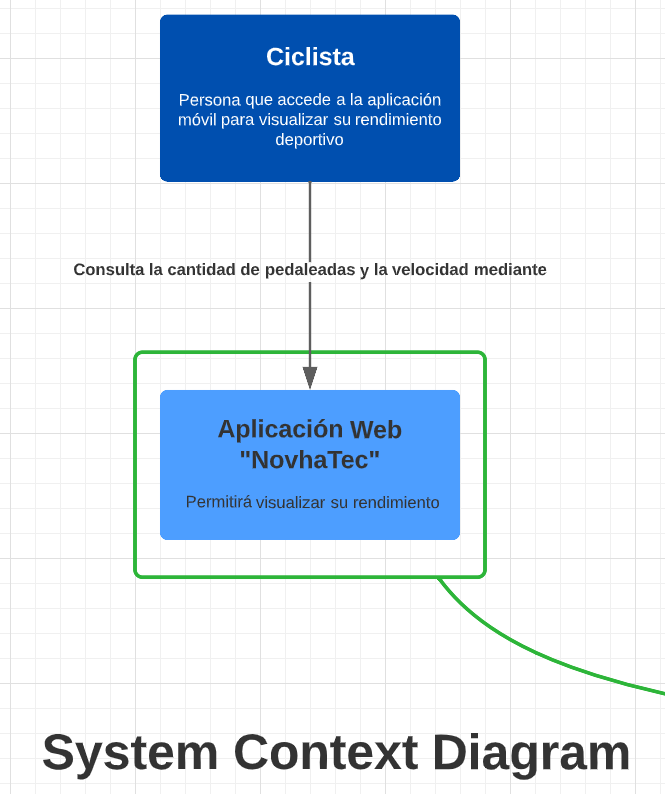 Ciclista
Persona que accede a la aplicación
móvil para visualizar su rendimiento
deportivo
Consulta la cantidad de pedaleadas y la velocidad mediante
Aplicación Web
"NovhaTec"
Permitirá visualizar su rendimiento
System Context Diagram